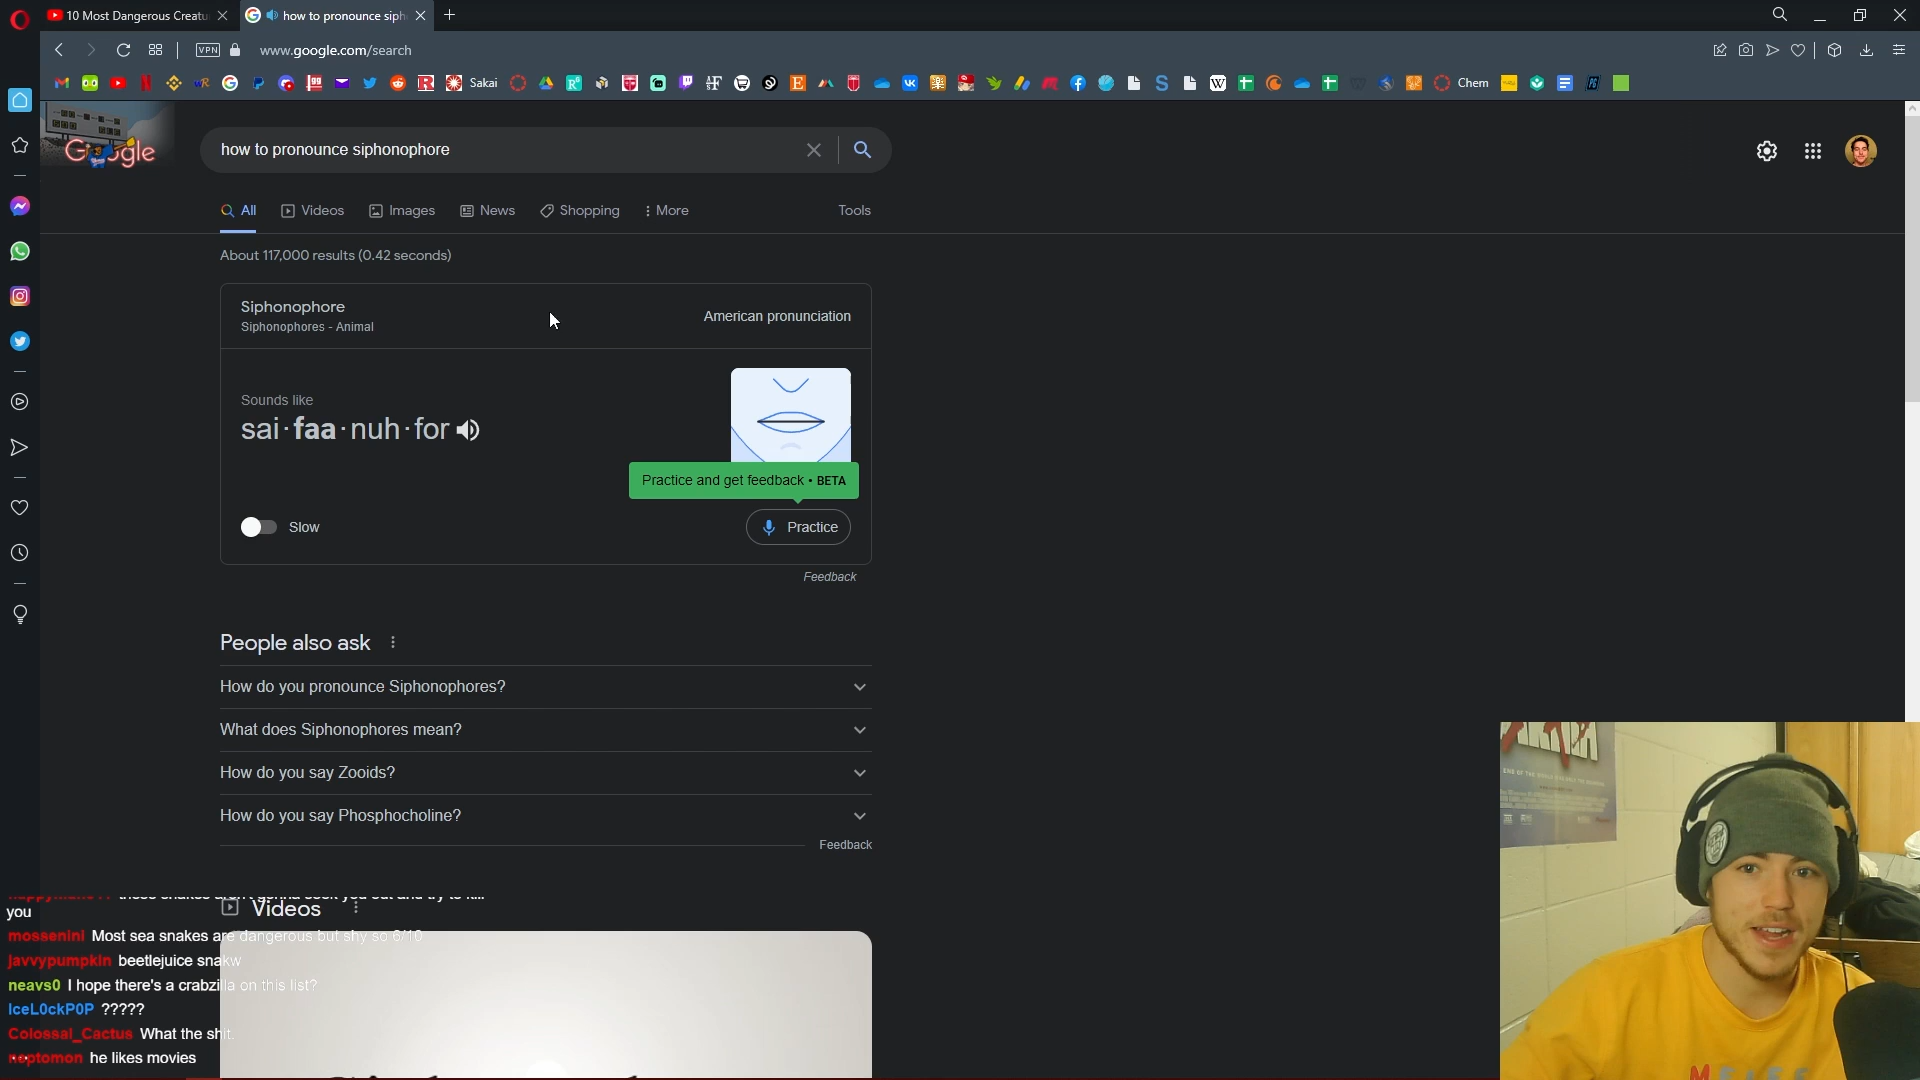 10 Most Dangerous Creatu
how to pronounce siph
VPN
www.google.com/search
Sakai
Chem
Google
how to pronounce siphonophore
All
Videos
Images
News
Shopping
More
Tools
About 117,000 results (0.42 seconds)
Siphonophore
Siphonophores - Animal
American pronunciation
Sounds like
sai·faa·nuh·for
Practice and get feedback • BETA
Slow
Practice
Feedback
People also ask
How do you pronounce Siphonophores?
What does Siphonophores mean?
How do you say Zooids?
How do you say Phosphocholine?
Feedback
Videos
you
mossenini Most sea snakes are dangerous but shy so 6/10
javvypumpkin beetlejuice snakw
neavs0 I hope there's a crabzilla on this list?
IceL0ckP0P ?????
Colossal_Cactus What the shit.
neptomon he likes movies